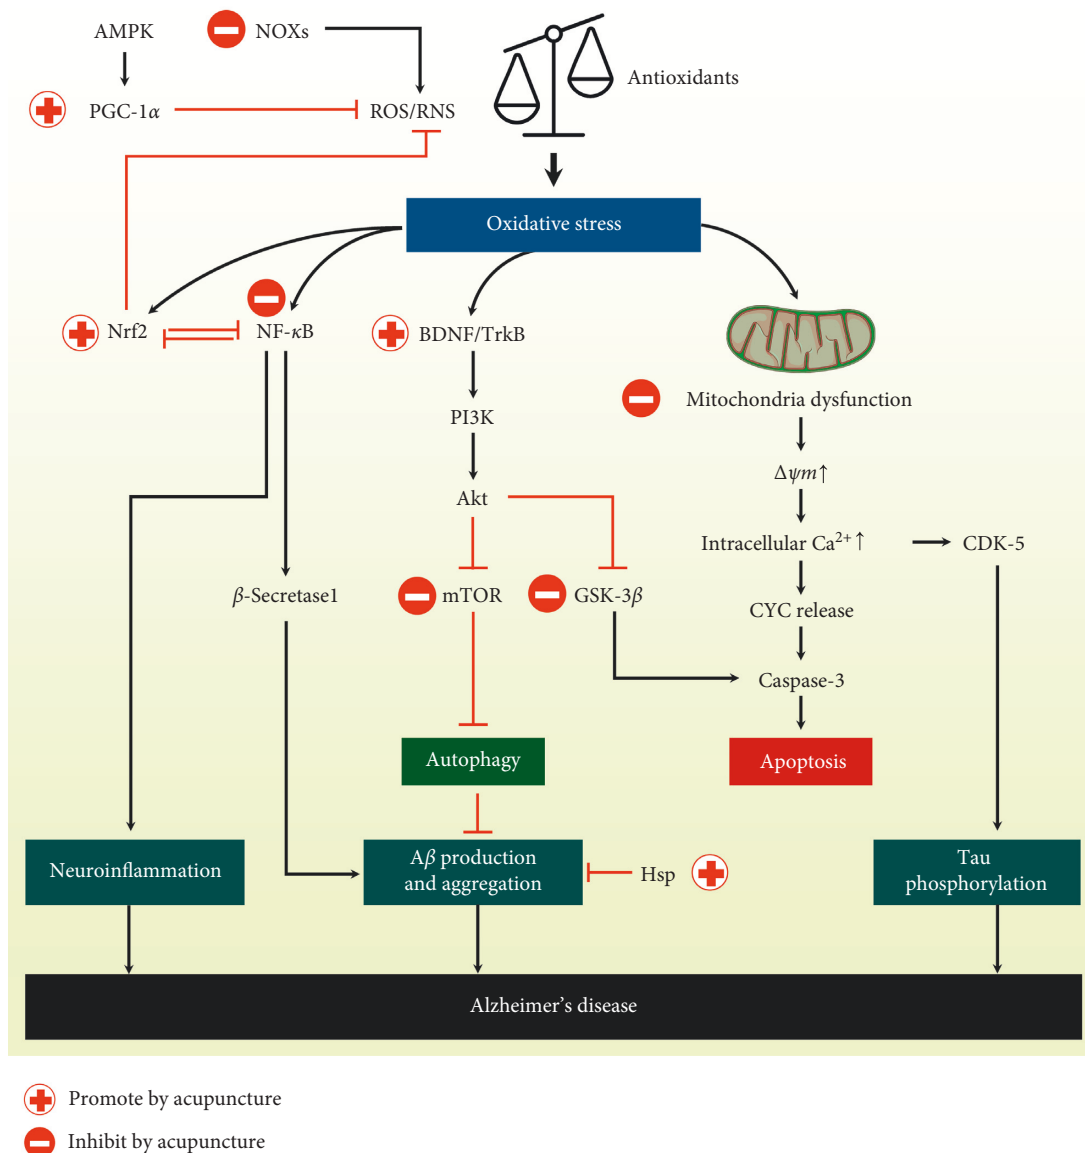 AMPK
NOXs
Antioxidants
PGC-1α
ROS/RNS
Oxidative stress
Nrf2
NF-κB
BDNF/TrkB
Mitochondria dysfunction
PI3K
Δψm↑
Akt
Intracellular Ca²⁺↑
CDK-5
β-Secretase1
mTOR
GSK-3β
CYC release
Caspase-3
Autophagy
Apoptosis
Neuroinflammation
Aβ production
and aggregation
Hsp
Tau
phosphorylation
Alzheimer’s disease
Promote by acupuncture
Inhibit by acupuncture